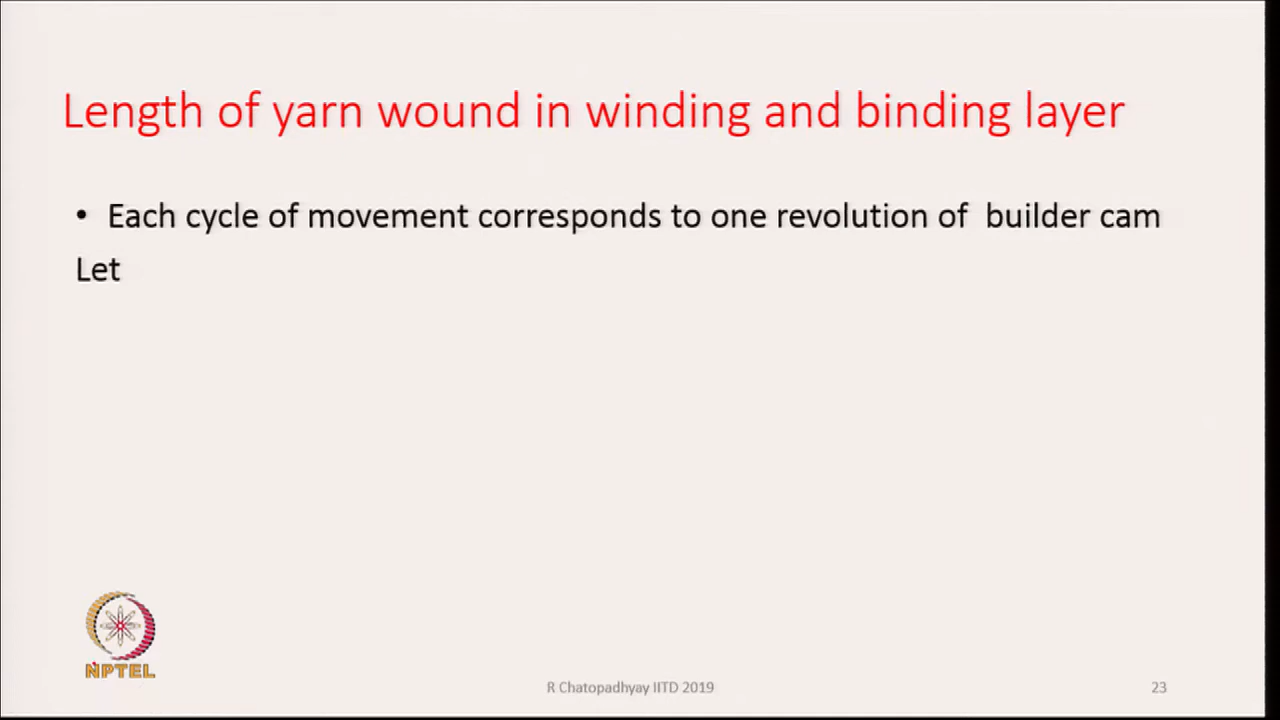 Length of yarn wound in winding and binding layer
• Each cycle of movement corresponds to one revolution of builder cam
Let
NPTEL
R Chatopadhyay IITD 2019
23